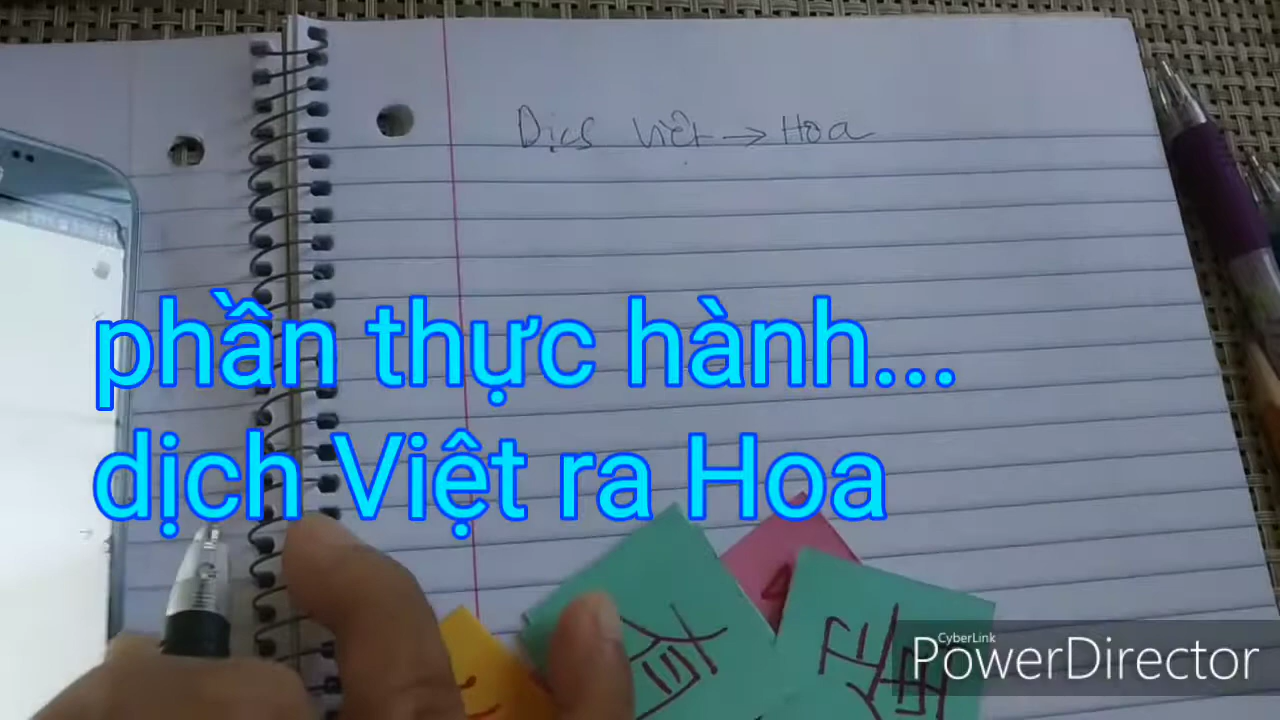 Dịch Việt → Hoa
phần thực hành...
dịch Việt ra Hoa
CyberLink
PowerDirector